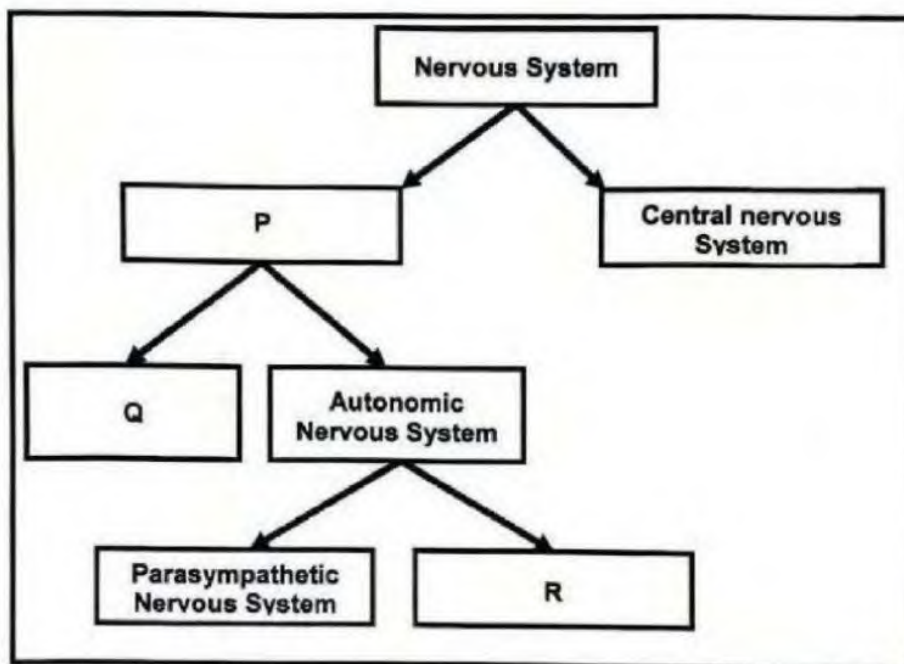 Nervous System
P
Central nervous
System
Q
Autonomic
Nervous System
Parasympathetic
Nervous System
R